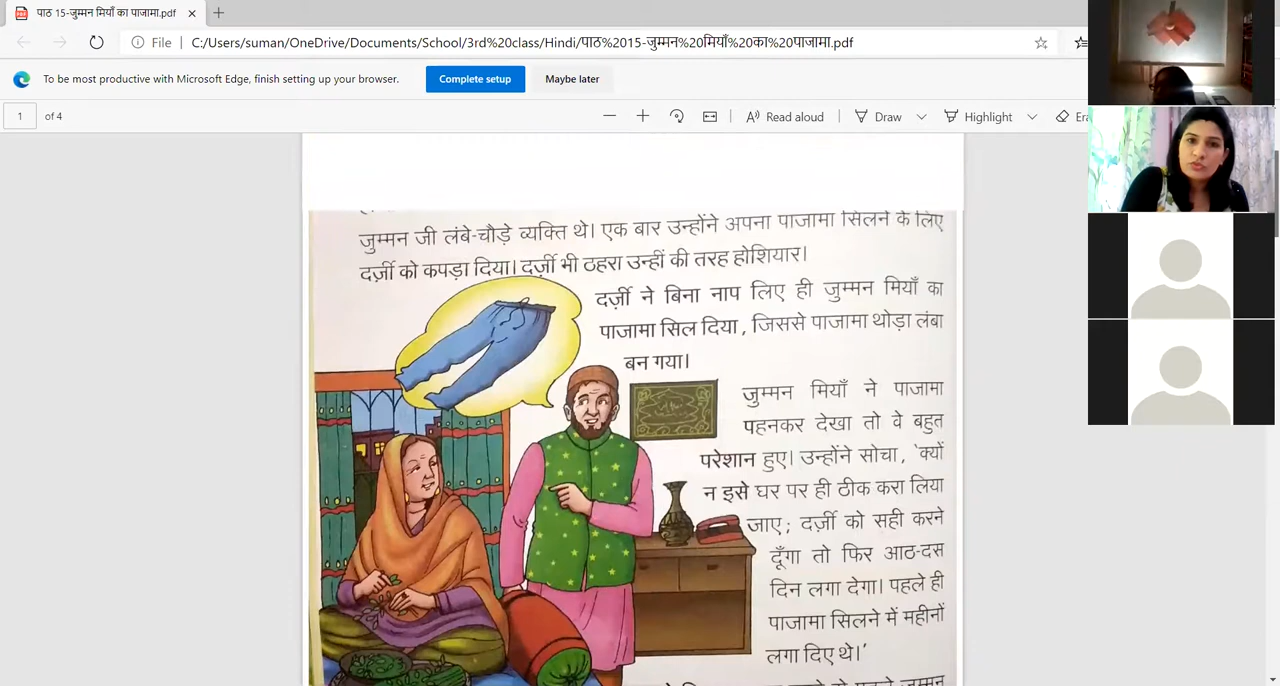 पाठ 15-जुम्मन मियाँ का पाजामा.pdf
File | C:/Users/suman/OneDrive/Documents/School/3rd%20class/Hindi/पाठ%2015-जुम्मन%20मियाँ%20का%20पाजामा.pdf
To be most productive with Microsoft Edge, finish setting up your browser.
Complete setup
Maybe later
1 of 4
Read aloud
Draw
Highlight
Era
जुम्मन जी लंबे-चौड़े व्यक्ति थे। एक बार उन्होंने अपना पाजामा सिलने के लिए
दर्ज़ी को कपड़ा दिया। दर्ज़ी भी ठहरा उन्हीं की तरह होशियार।
दर्ज़ी ने बिना नाप लिए ही जुम्मन मियाँ का
पाजामा सिल दिया, जिससे पाजामा थोड़ा लंबा
बन गया।
जुम्मन मियाँ ने पाजामा
पहनकर देखा तो वे बहुत
परेशान हुए। उन्होंने सोचा, 'क्यों
न इसे घर पर ही ठीक करा लिया
जाए; दर्ज़ी को सही करने
दूँगा तो फिर आठ-दस
दिन लगा देगा। पहले ही
पाजामा सिलने में महीनों
लगा दिए थे।'